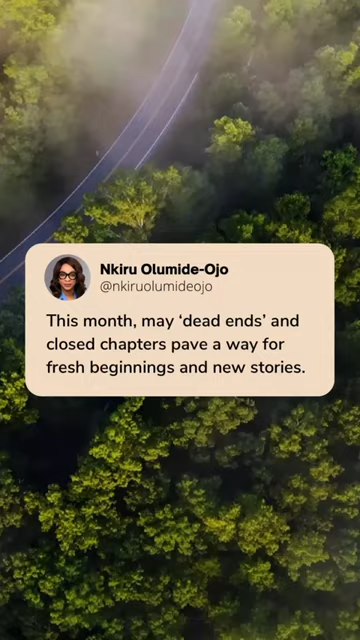 Nkiru Olumide-Ojo
@nkiruolumideojo
This month, may ‘dead ends’ and
closed chapters pave a way for
fresh beginnings and new stories.